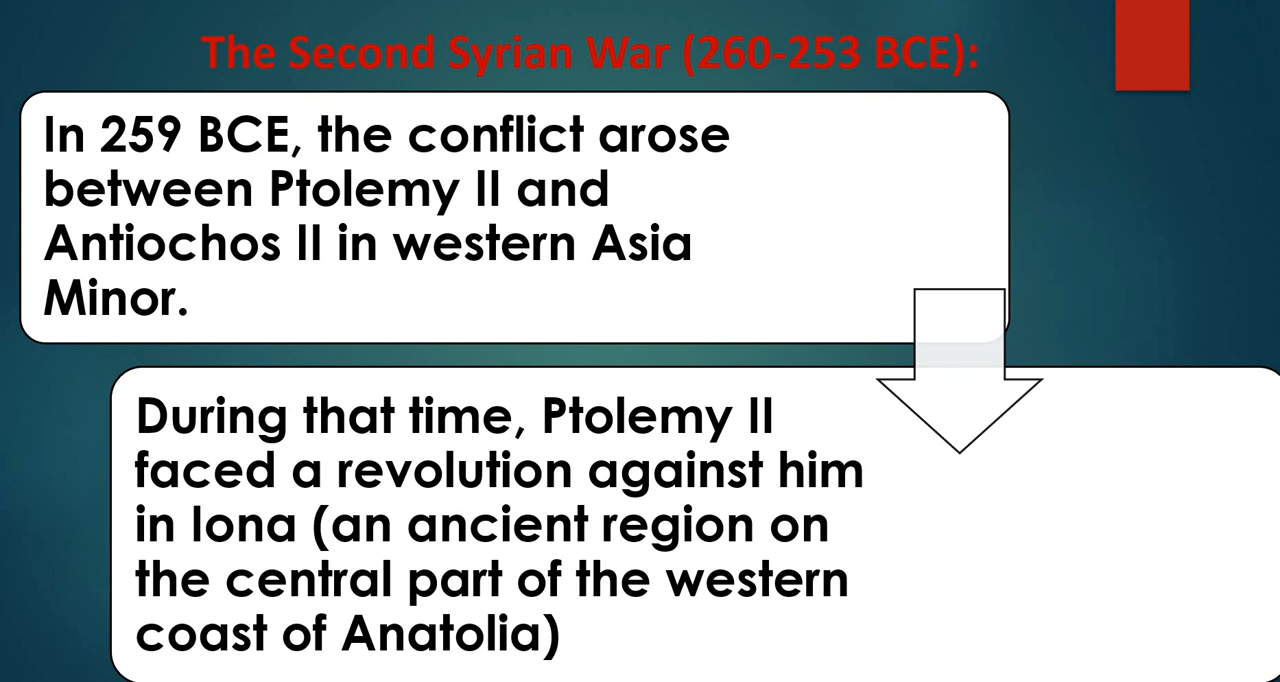 The Second Syrian War (260-253 BCE):
In 259 BCE, the conflict arose
between Ptolemy II and
Antiochos II in western Asia
Minor.
During that time, Ptolemy II
faced a revolution against him
in Iona (an ancient region on
the central part of the western
coast of Anatolia)